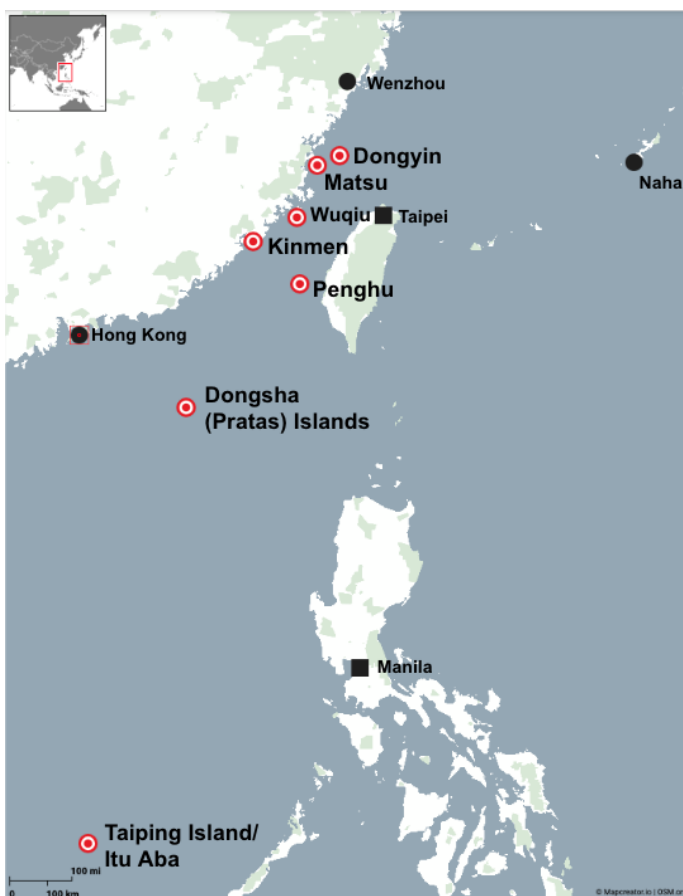 Wenzhou
Dongyin
Matsu
Naha
Wuqiu
Taipei
Kinmen
Penghu
Hong Kong
Dongsha
(Pratas) Islands
Manila
Taiping Island/
Itu Aba
100 mi
0 100 km
© Mapcreator.io | OSM.or